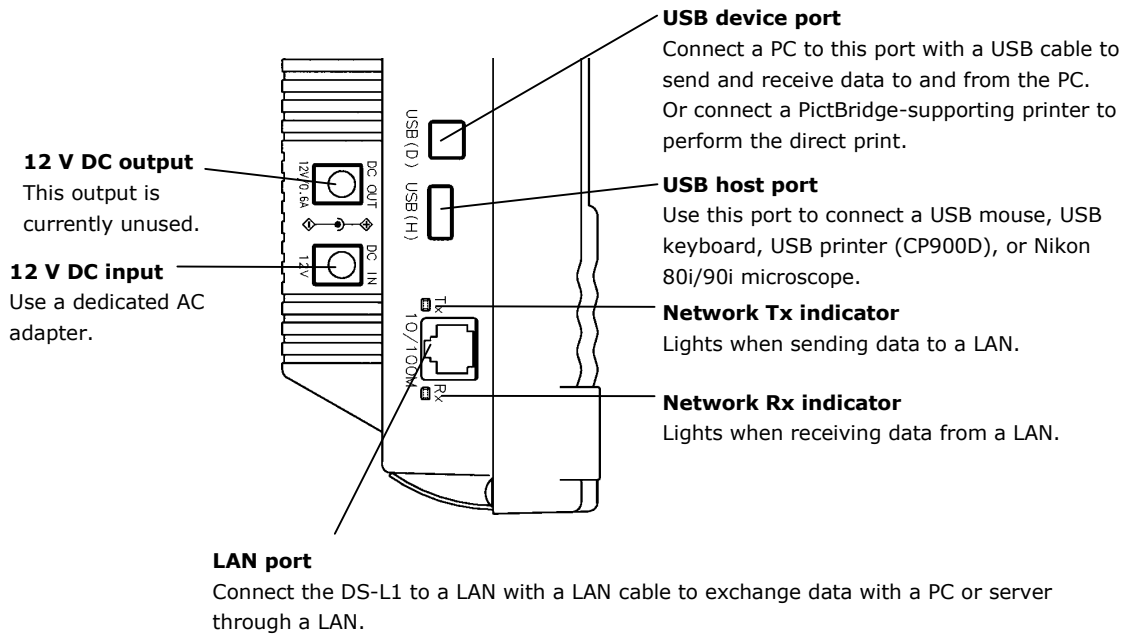 USB device port
Connect a PC to this port with a USB cable to
send and receive data to and from the PC.
Or connect a PictBridge-supporting printer to
perform the direct print.
12 V DC output
This output is
currently unused.
USB host port
Use this port to connect a USB mouse, USB
keyboard, USB printer (CP900D), or Nikon
80i/90i microscope.
12 V DC input
Use a dedicated AC
adapter.
Network Tx indicator
Lights when sending data to a LAN.
Network Rx indicator
Lights when receiving data from a LAN.
USB(D)
USB(H)
DC OUT
12V/0.6A
DC IN
12V
Tx
10/100M
Rx
LAN port
Connect the DS-L1 to a LAN with a LAN cable to exchange data with a PC or server
through a LAN.